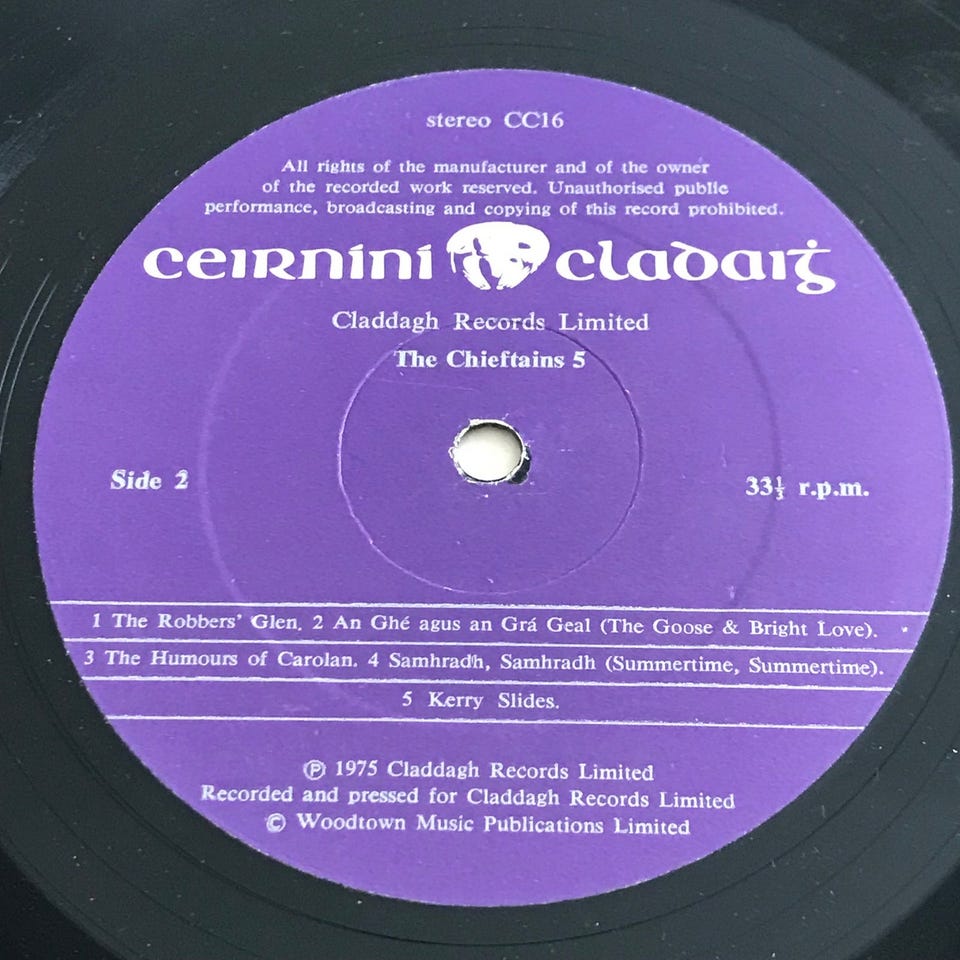 stereo CC16
All rights of the manufacturer and of the owner
of the recorded work reserved. Unauthorised public
performance, broadcasting and copying of this record prohibited.
ceirníní claḋaiġ
Claddagh Records Limited
The Chieftains 5
Side 2
33⅓ r.p.m.
1 The Robbers' Glen. 2 An Ghé agus an Grá Geal (The Goose & Bright Love).
3 The Humours of Carolan. 4 Samhradh, Samhradh (Summertime, Summertime).
5 Kerry Slides.
℗ 1975 Claddagh Records Limited
Recorded and pressed for Claddagh Records Limited
© Woodtown Music Publications Limited